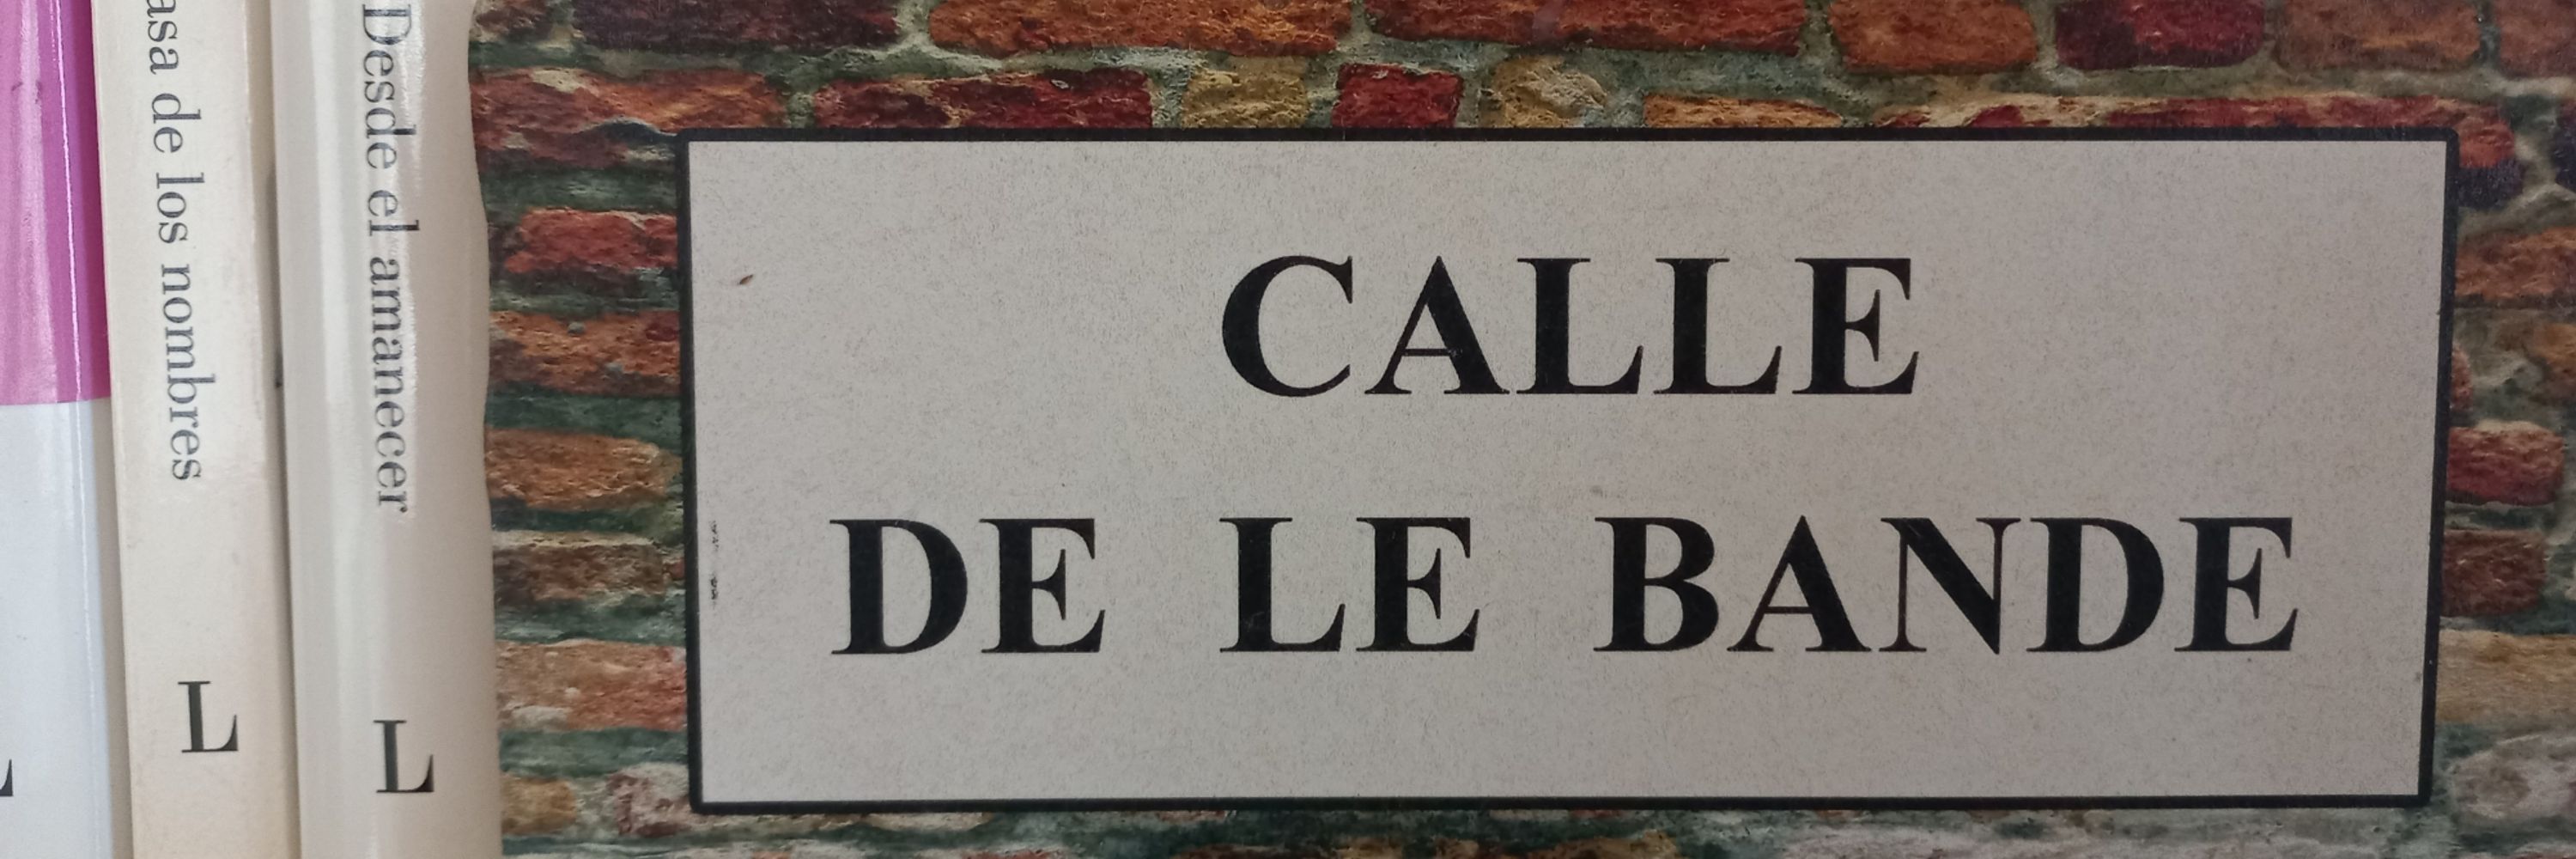 asa de los nombres
L
Desde el amanecer
L
CALLE
DE LE BANDE